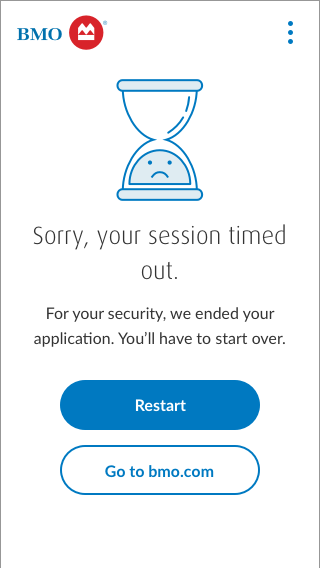 BMO
Sorry, your session timed
out.
For your security, we ended your
application. You’ll have to start over.
Restart
Go to bmo.com